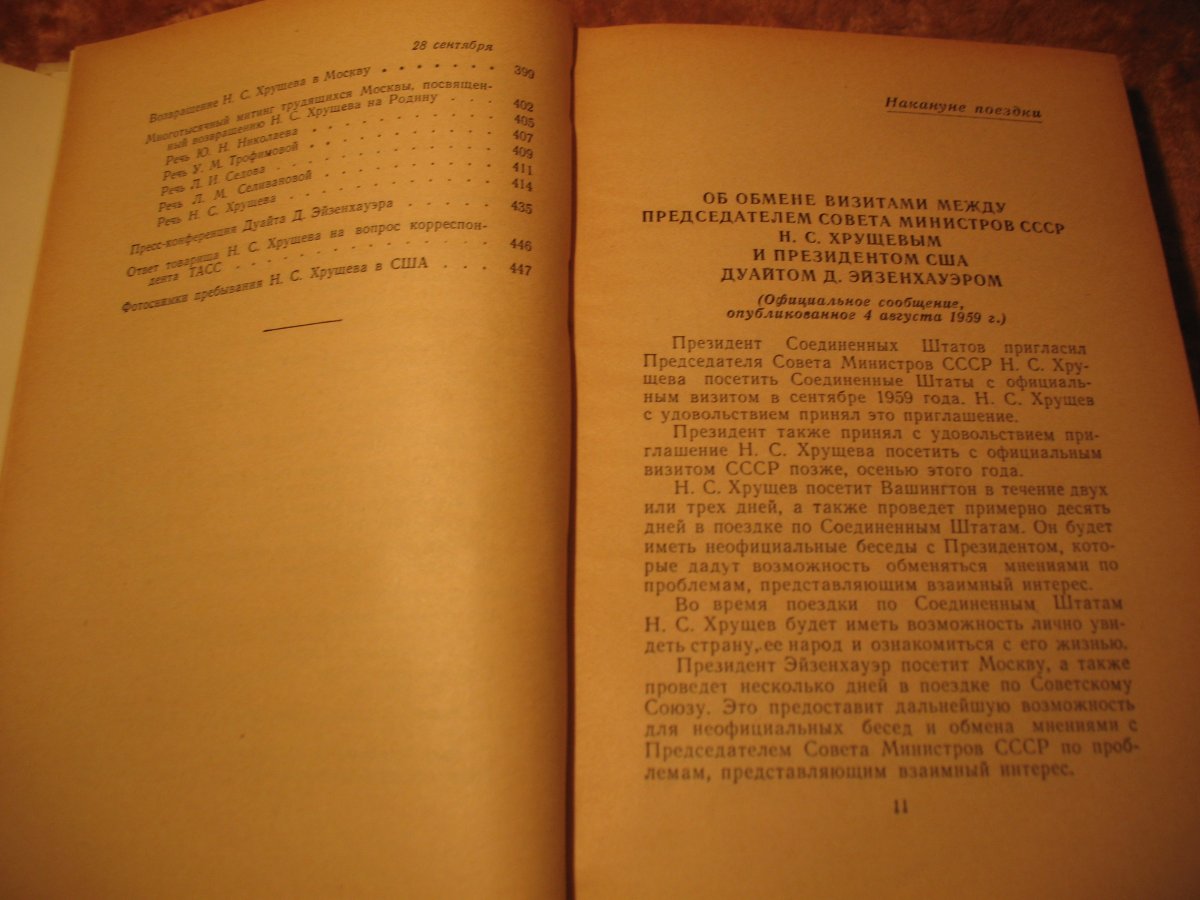 28 сентября
Возвращение Н. С. Хрущева в Москву . . . . . . . 399
Многотысячный митинг трудящихся Москвы, посвящен-
ный возвращению Н. С. Хрущева на Родину . . . 402
Речь Ю. Н. Николаева . . . . . . . . . . 405
Речь У. М. Трофимовой . . . . . . . . . . 407
Речь Л. И. Седова . . . . . . . . . . . 409
Речь Л. М. Селивановой . . . . . . . . . 411
Речь Н. С. Хрущева . . . . . . . . . . . 414
Пресс-конференция Дуайта Д. Эйзенхауэра . . . . . 435
Ответ товарища Н. С. Хрущева на вопрос корреспон-
дента ТАСС . . . . . . . . . . . . . 446
Фотоснимки пребывания Н. С. Хрущева в США . . . 447
Накануне поездки
ОБ ОБМЕНЕ ВИЗИТАМИ МЕЖДУ
ПРЕДСЕДАТЕЛЕМ СОВЕТА МИНИСТРОВ СССР
Н. С. ХРУЩЕВЫМ
И ПРЕЗИДЕНТОМ США
ДУАЙТОМ Д. ЭЙЗЕНХАУЭРОМ
(Официальное сообщение,
опубликованное 4 августа 1959 г.)
Президент Соединенных Штатов пригласил
Председателя Совета Министров СССР Н. С. Хру-
щева посетить Соединенные Штаты с официаль-
ным визитом в сентябре 1959 года. Н. С. Хрущев
с удовольствием принял это приглашение.
Президент также принял с удовольствием при-
глашение Н. С. Хрущева посетить с официальным
визитом СССР позже, осенью этого года.
Н. С. Хрущев посетит Вашингтон в течение двух
или трех дней, а также проведет примерно десять
дней в поездке по Соединенным Штатам. Он будет
иметь неофициальные беседы с Президентом, кото-
рые дадут возможность обменяться мнениями по
проблемам, представляющим взаимный интерес.
Во время поездки по Соединенным Штатам
Н. С. Хрущев будет иметь возможность лично уви-
деть страну, ее народ и ознакомиться с его жизнью.
Президент Эйзенхауэр посетит Москву, а также
проведет несколько дней в поездке по Советскому
Союзу. Это предоставит дальнейшую возможность
для неофициальных бесед и обмена мнениями с
Председателем Совета Министров СССР по проб-
лемам, представляющим взаимный интерес.
11